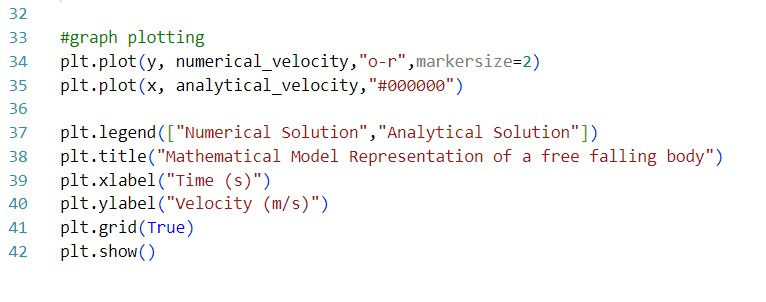 32
33 #graph plotting
34 plt.plot(y, numerical_velocity,"o-r",markersize=2)
35 plt.plot(x, analytical_velocity,"#000000")
36
37 plt.legend(["Numerical Solution","Analytical Solution"])
38 plt.title("Mathematical Model Representation of a free falling body")
39 plt.xlabel("Time (s)")
40 plt.ylabel("Velocity (m/s)")
41 plt.grid(True)
42 plt.show()